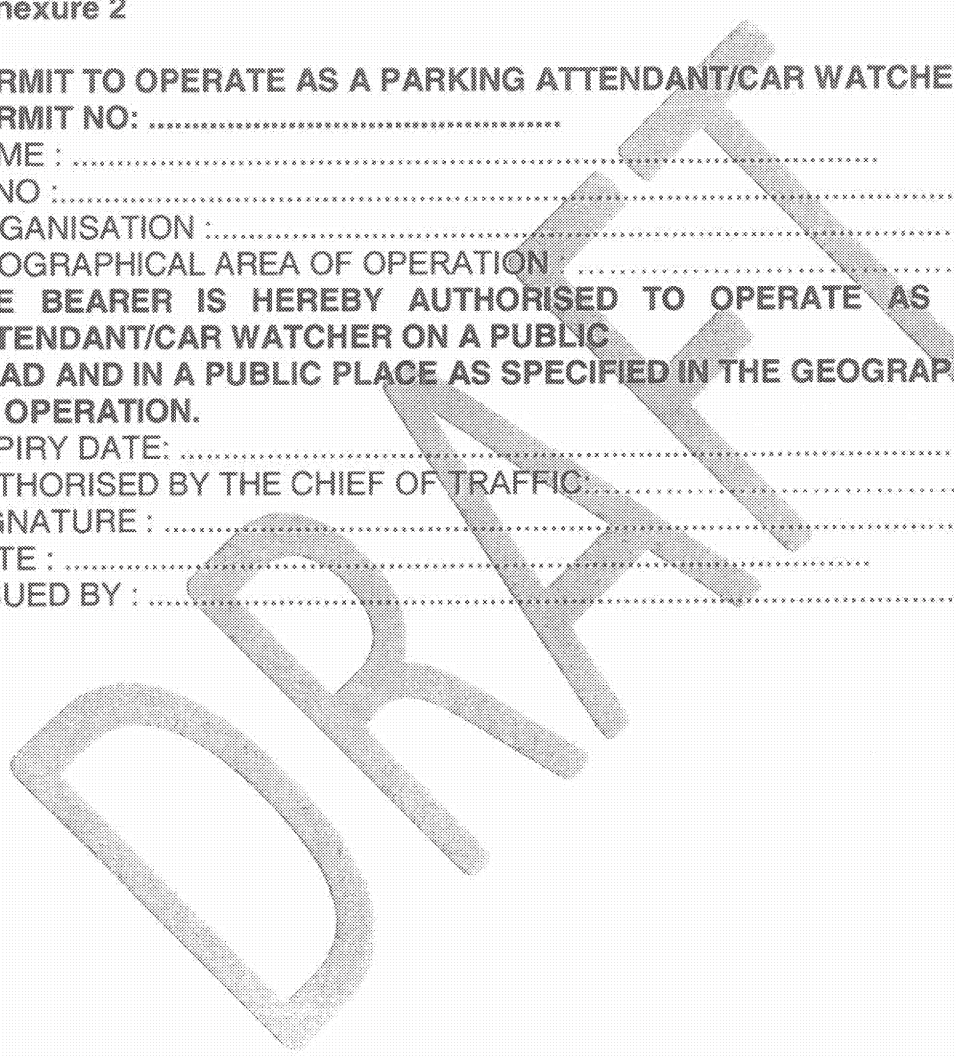 nexure 2
RMIT TO OPERATE AS A PARKING ATTENDANT/CAR WATCHE
RMIT NO: ..................................................
ME : ..........................................................................................
NO :..........................................................................................
GANISATION :................................................................................
OGRAPHICAL AREA OF OPERATION : ..........................................
E BEARER IS HEREBY AUTHORISED TO OPERATE AS
TENDANT/CAR WATCHER ON A PUBLIC
AD AND IN A PUBLIC PLACE AS SPECIFIED IN THE GEOGRAP
OPERATION.
PIRY DATE: ................................................................................
THORISED BY THE CHIEF OF TRAFFIC:..........................................
GNATURE : ................................................................................
TE : ..........................................................................................
UED BY : ..........................................................................................
DRAFT